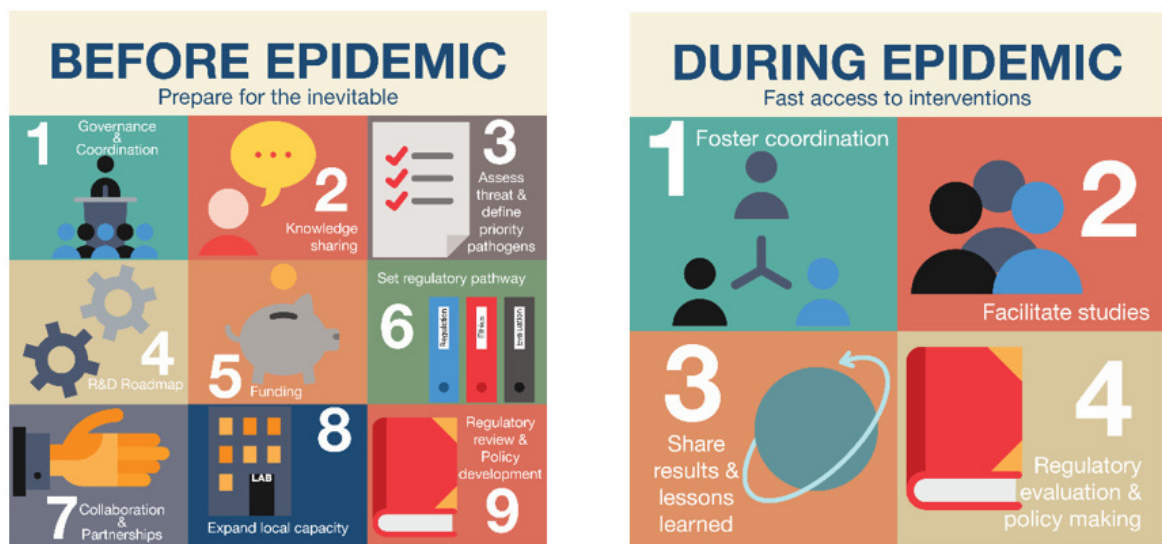 BEFORE EPIDEMIC
Prepare for the inevitable
1
Governance
&
Coordination
2
Knowledge
sharing
3
Assess
threat &
define
priority
pathogens
4
R&D Roadmap
5
Funding
Set regulatory pathway
6
Regulation
Ethics
Evaluation
7
Collaboration
&
Partnerships
8
LAB
Expand local capacity
Regulatory
review &
Policy
development
9
DURING EPIDEMIC
Fast access to interventions
1
Foster coordination
2
Facilitate studies
3
Share
results &
lessons
learned
4
Regulatory
evaluation &
policy making